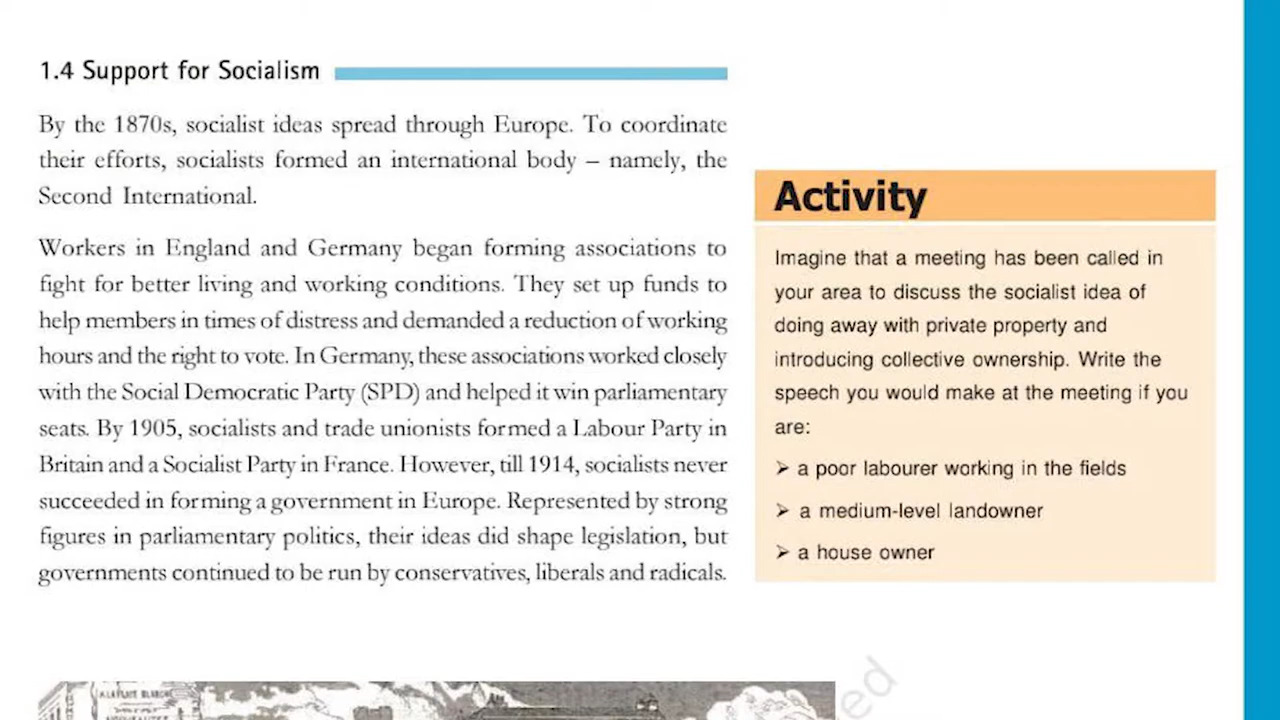 1.4 Support for Socialism
By the 1870s, socialist ideas spread through Europe. To coordinate
their efforts, socialists formed an international body – namely, the
Second International.
Workers in England and Germany began forming associations to
fight for better living and working conditions. They set up funds to
help members in times of distress and demanded a reduction of working
hours and the right to vote. In Germany, these associations worked closely
with the Social Democratic Party (SPD) and helped it win parliamentary
seats. By 1905, socialists and trade unionists formed a Labour Party in
Britain and a Socialist Party in France. However, till 1914, socialists never
succeeded in forming a government in Europe. Represented by strong
figures in parliamentary politics, their ideas did shape legislation, but
governments continued to be run by conservatives, liberals and radicals.
Activity
Imagine that a meeting has been called in
your area to discuss the socialist idea of
doing away with private property and
introducing collective ownership. Write the
speech you would make at the meeting if you
are:
➢ a poor labourer working in the fields
➢ a medium-level landowner
➢ a house owner
ed